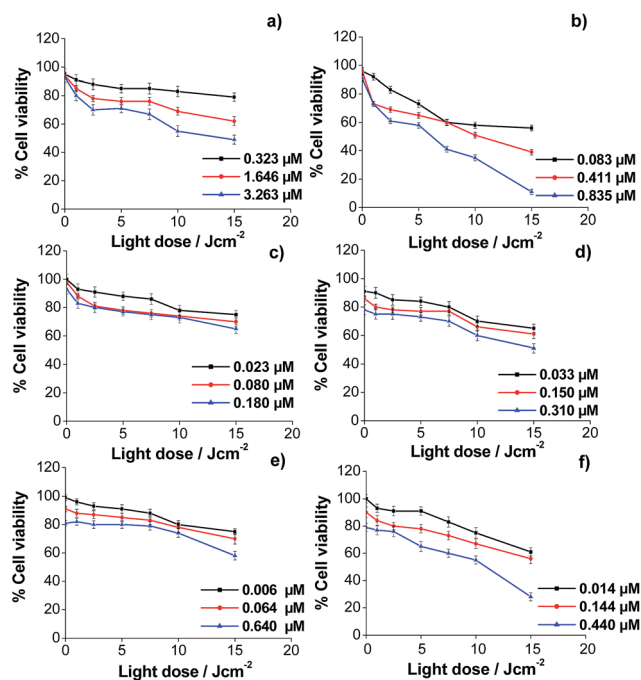 a)
% Cell viability
120
100
80
60
40
20
0
0.323 µM
1.646 µM
3.263 µM
0 5 10 15 20
Light dose / Jcm-2
b)
% Cell viability
120
100
80
60
40
20
0
0.083 µM
0.411 µM
0.835 µM
0 5 10 15 20
Light dose / Jcm-2
c)
% Cell viability
120
100
80
60
40
20
0
0.023 µM
0.080 µM
0.180 µM
0 5 10 15 20
Light dose / Jcm-2
d)
% Cell viability
120
100
80
60
40
20
0
0.033 µM
0.150 µM
0.310 µM
0 5 10 15 20
Light dose / Jcm-2
e)
% Cell viability
120
100
80
60
40
20
0
0.006 µM
0.064 µM
0.640 µM
0 5 10 15 20
Light dose / Jcm-2
f)
% Cell viability
120
100
80
60
40
20
0
0.014 µM
0.144 µM
0.440 µM
0 5 10 15 20
Light dose / Jcm-2